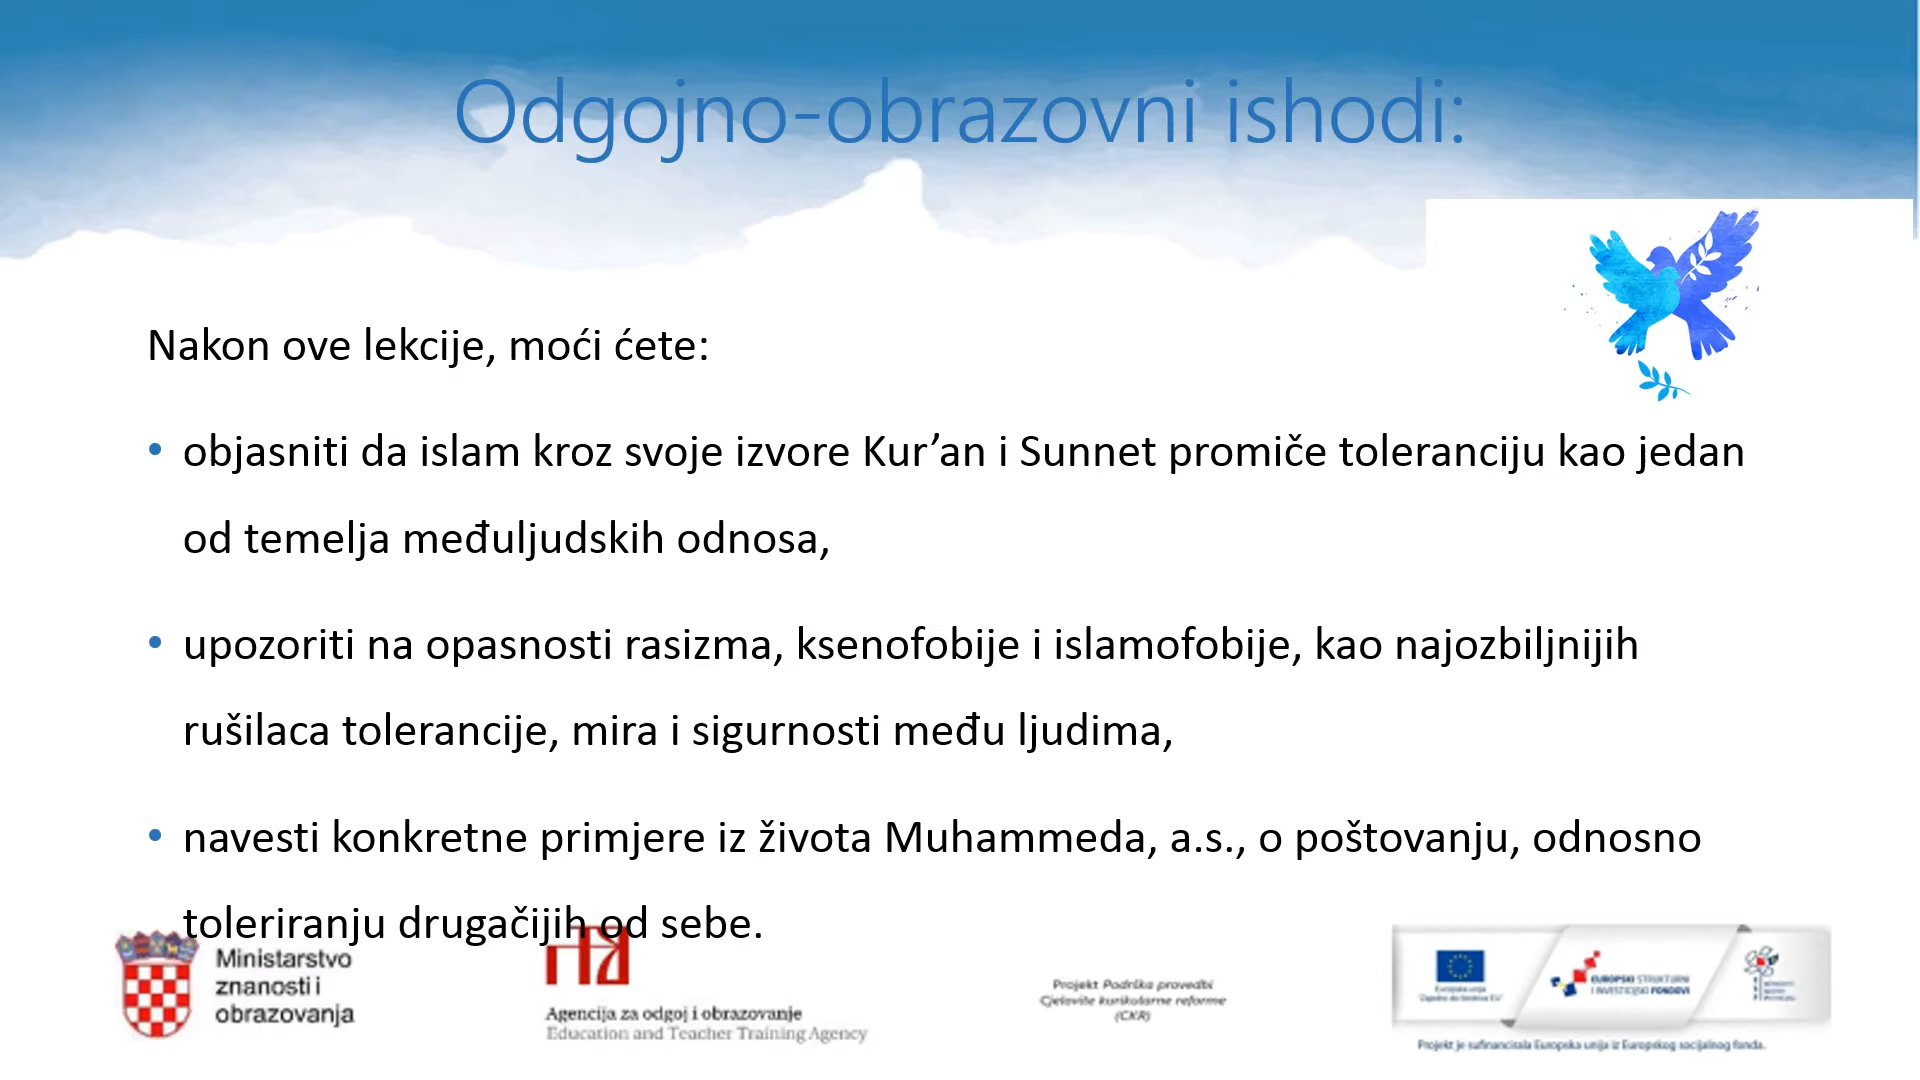 Odgojno-obrazovni ishodi:
Nakon ove lekcije, moći ćete:
• objasniti da islam kroz svoje izvore Kur’an i Sunnet promiče toleranciju kao jedan
od temelja međuljudskih odnosa,
• upozoriti na opasnosti rasizma, ksenofobije i islamofobije, kao najozbiljnijih
rušilaca tolerancije, mira i sigurnosti među ljudima,
• navesti konkretne primjere iz života Muhammeda, a.s., o poštovanju, odnosno
toleriranju drugačijih od sebe.
Ministarstvo
znanosti i
obrazovanja
Agencija za odgoj i obrazovanje
Education and Teacher Training Agency
Projekt Podrška provedbi
Cjelovite kurikularne reforme
(CKR)
Europska unija
EUROPSKI STRUKTURNI
I INVESTICIJSKI FONDOVI
Projekt je sufinancirala Europska unija iz Europskog socijalnog fonda.